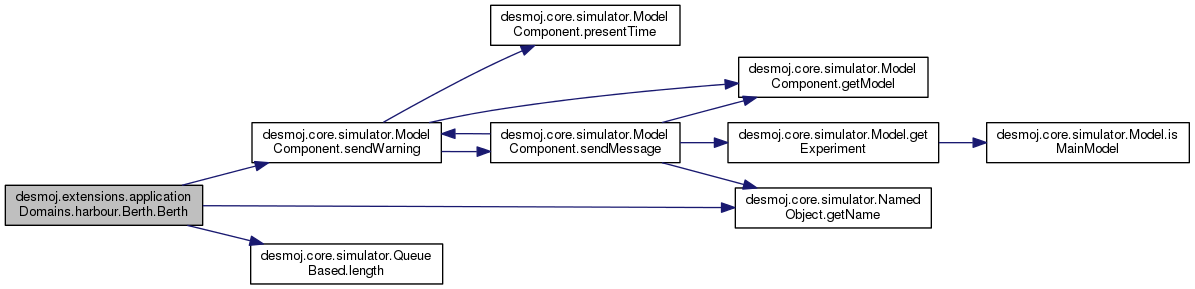 desmoj.core.simulator.Model
Component.presentTime
desmoj.core.simulator.Model
Component.getModel
desmoj.core.simulator.Model
Component.sendWarning
desmoj.core.simulator.Model
Component.sendMessage
desmoj.core.simulator.Model.get
Experiment
desmoj.core.simulator.Model.is
MainModel
desmoj.extensions.application
Domains.harbour.Berth.Berth
desmoj.core.simulator.Named
Object.getName
desmoj.core.simulator.Queue
Based.length